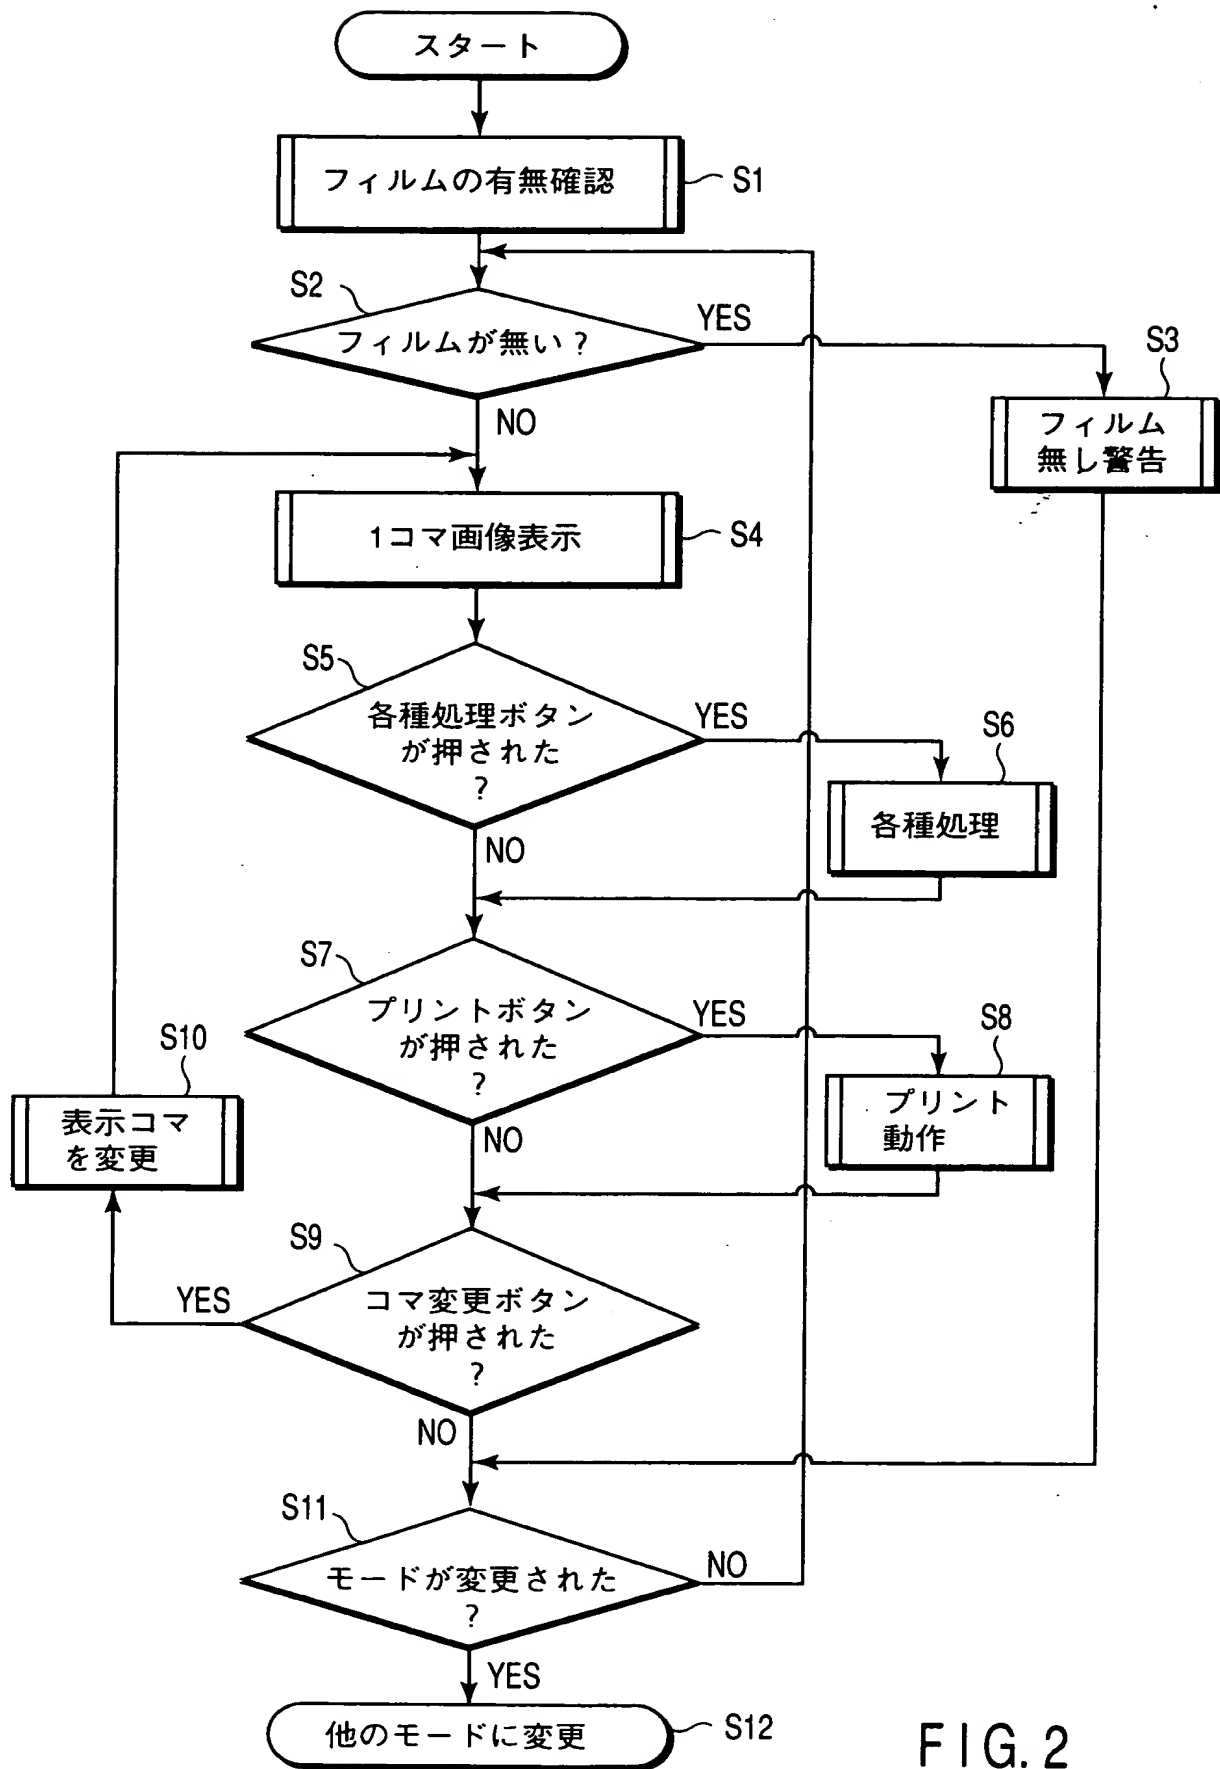 スタート
フィルムの有無確認
S1
S2
フィルムが無い？
YES
NO
S3
フィルム
無し警告
1コマ画像表示
S4
S5
各種処理ボタン
が押された
？
YES
NO
S6
各種処理
S7
プリントボタン
が押された
？
YES
NO
S8
プリント
動作
S10
表示コマ
を変更
S9
コマ変更ボタン
が押された
？
YES
NO
S11
モードが変更された
？
NO
YES
他のモードに変更
S12
FIG. 2